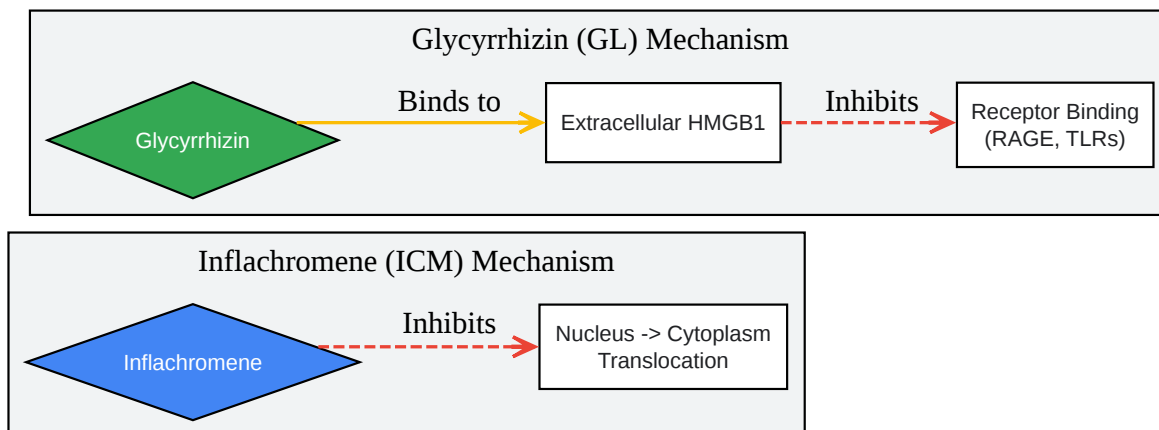 Glycyrrhizin (GL) Mechanism
Glycyrrhizin
Binds to
Extracellular HMGB1
Inhibits
Receptor Binding
(RAGE, TLRs)
Inflachromene (ICM) Mechanism
Inflachromene
Inhibits
Nucleus -> Cytoplasm
Translocation